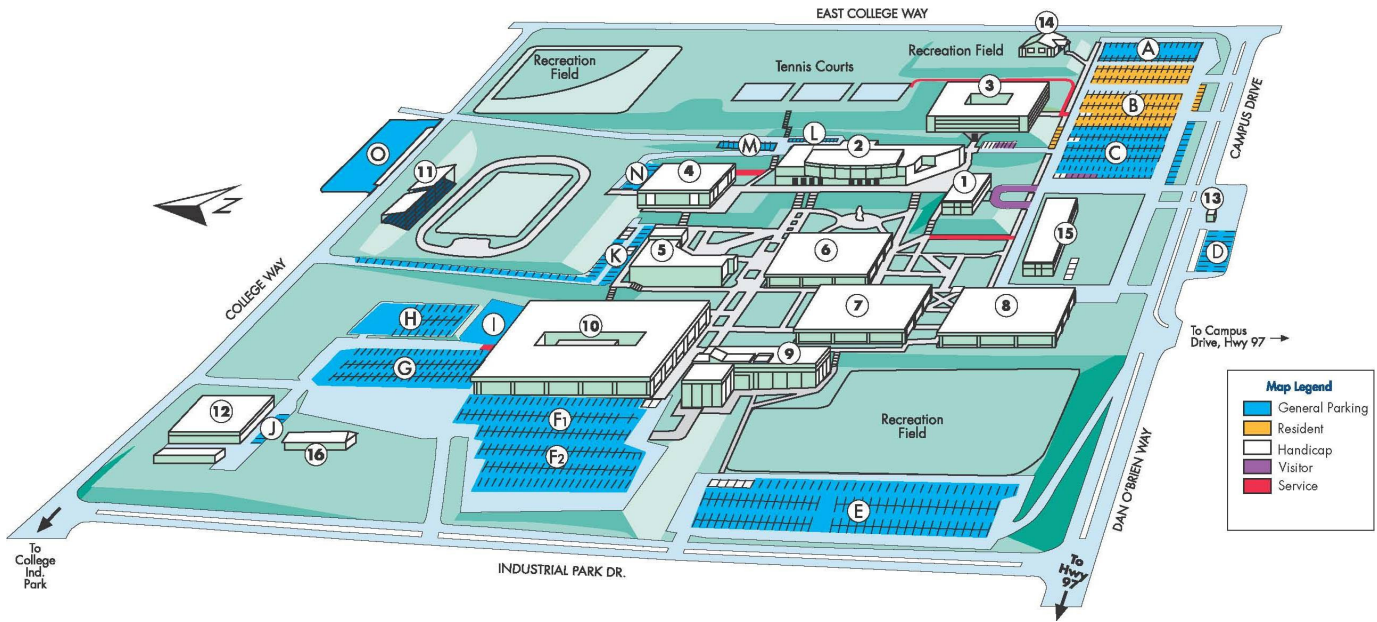 EAST COLLEGE WAY
14
Recreation Field
A
Recreation
Field
Tennis Courts
3
B
CAMPUS DRIVE
L
M
2
C
O
11
N
4
1
N
13
15
K
5
6
D
COLLEGE WAY
H
I
10
7
8
To Campus
Drive, Hwy 97
9
G
Map Legend
General Parking
Resident
Handicap
Visitor
Service
12
J
16
F1
F2
Recreation
Field
E
DAN O'BRIEN WAY
To
College
Ind.
Park
INDUSTRIAL PARK DR.
To
Hwy
97